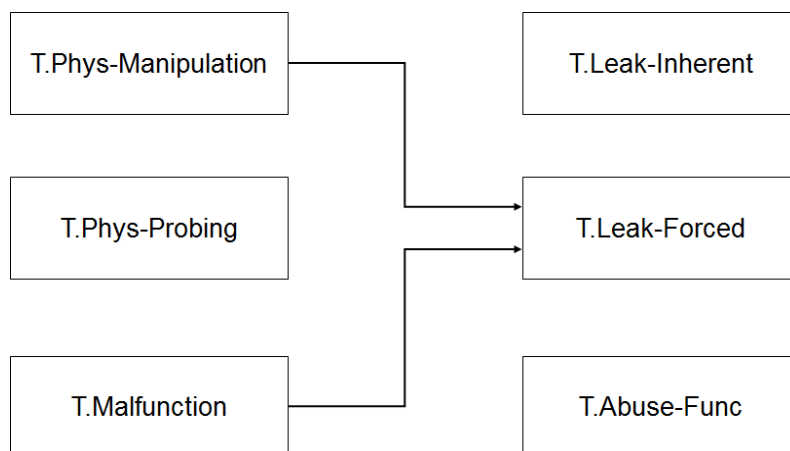 T.Phys-Manipulation
T.Leak-Inherent
T.Phys-Probing
T.Leak-Forced
T.Malfunction
T.Abuse-Func